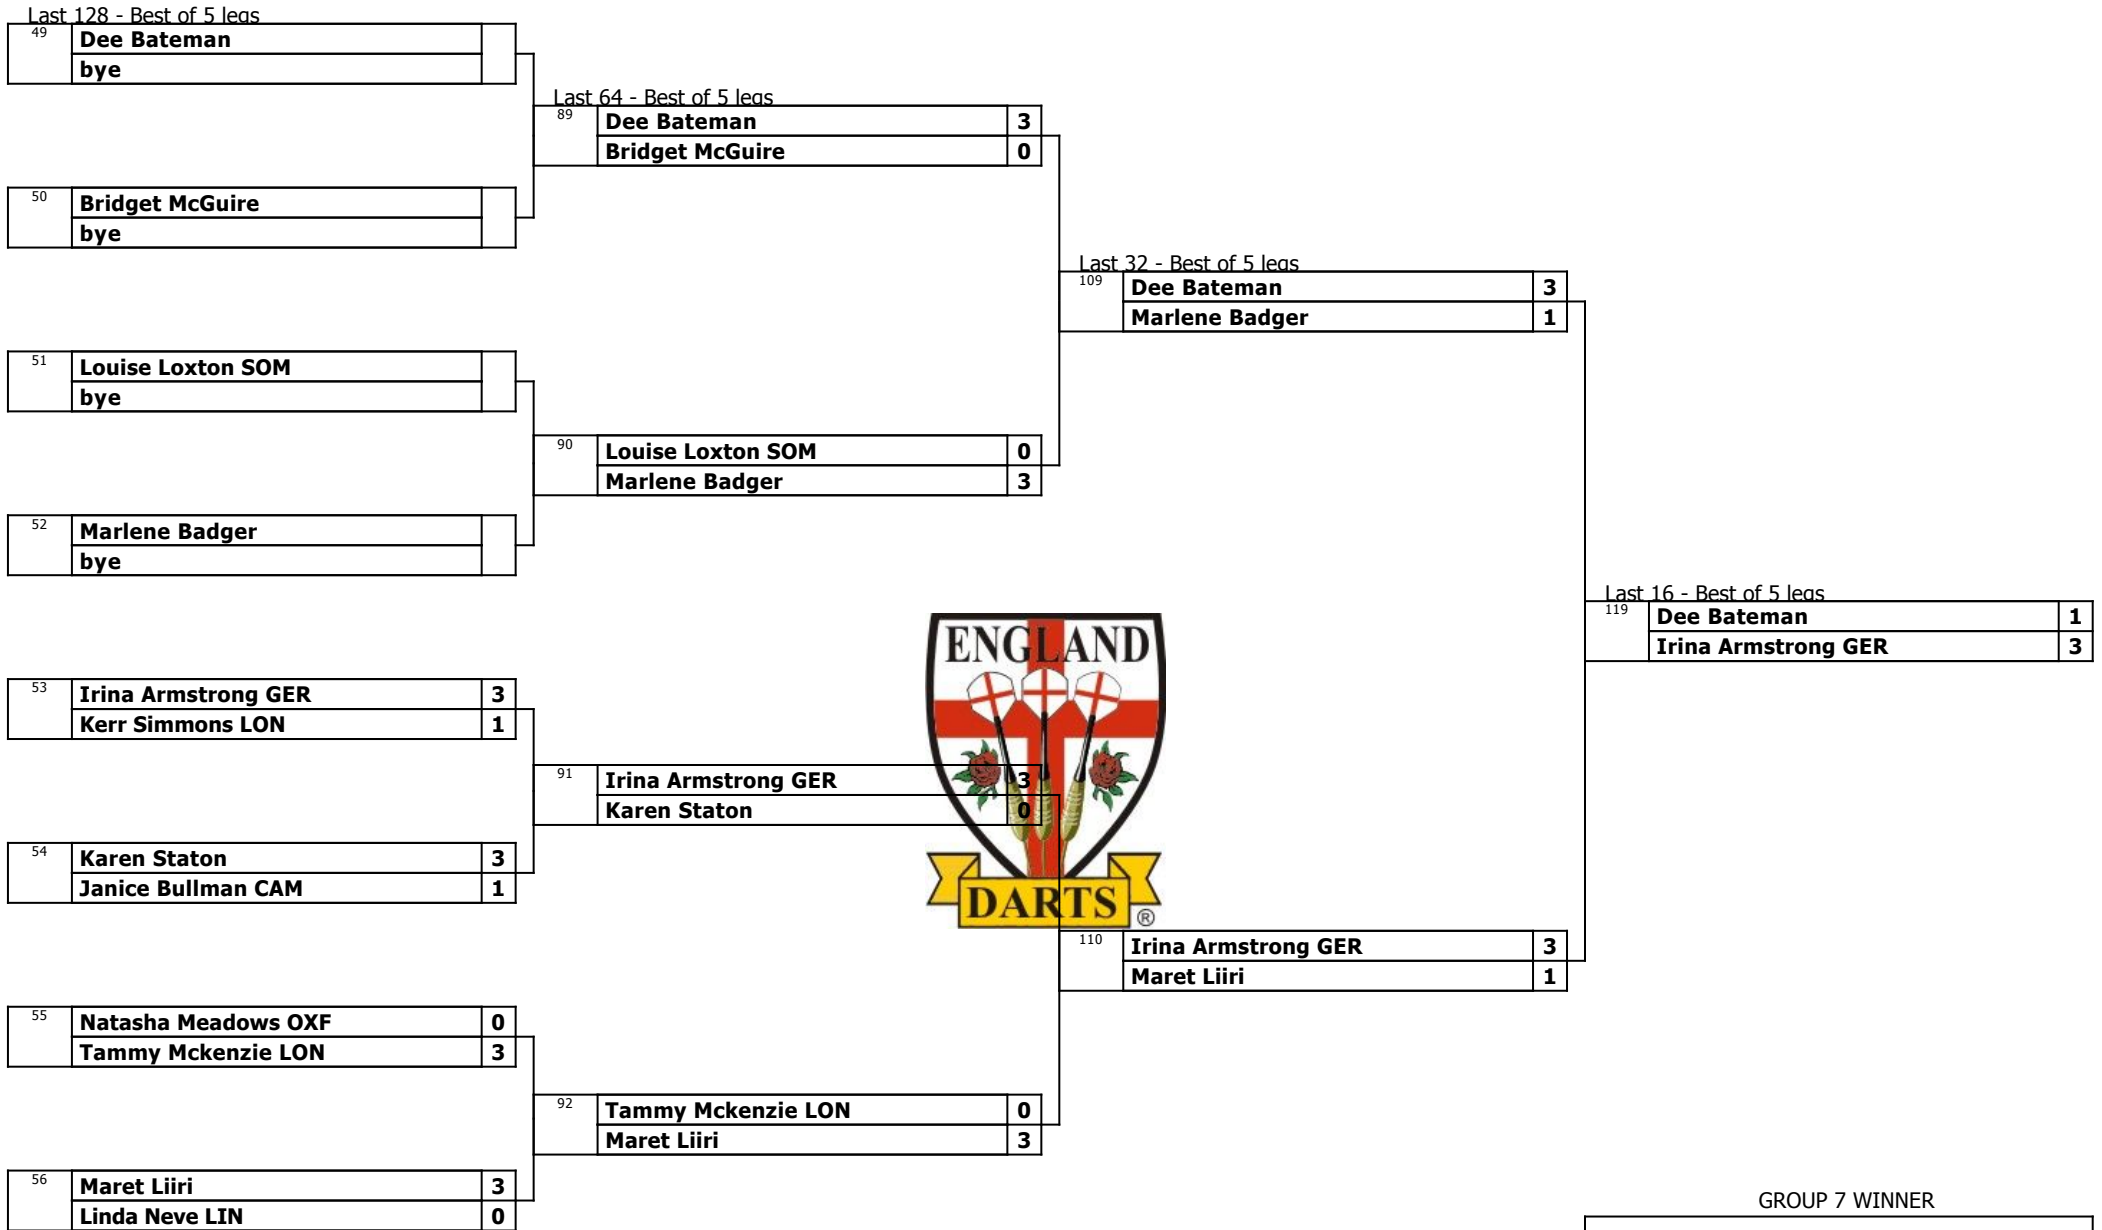 Last 128 - Best of 5 legs
49 Dee Bateman
bye
Last 64 - Best of 5 legs
89 Dee Bateman 3
Bridget McGuire 0
50 Bridget McGuire
bye
Last 32 - Best of 5 legs
109 Dee Bateman 3
Marlene Badger 1
51 Louise Loxton SOM
bye
90 Louise Loxton SOM 0
Marlene Badger 3
52 Marlene Badger
bye
Last 16 - Best of 5 legs
119 Dee Bateman 1
Irina Armstrong GER 3
ENGLAND
DARTS ®
53 Irina Armstrong GER 3
Kerr Simmons LON 1
91 Irina Armstrong GER 3
Karen Staton 0
54 Karen Staton 3
Janice Bullman CAM 1
110 Irina Armstrong GER 3
Maret Liiri 1
55 Natasha Meadows OXF 0
Tammy Mckenzie LON 3
92 Tammy Mckenzie LON 0
Maret Liiri 3
56 Maret Liiri 3
Linda Neve LIN 0
GROUP 7 WINNER